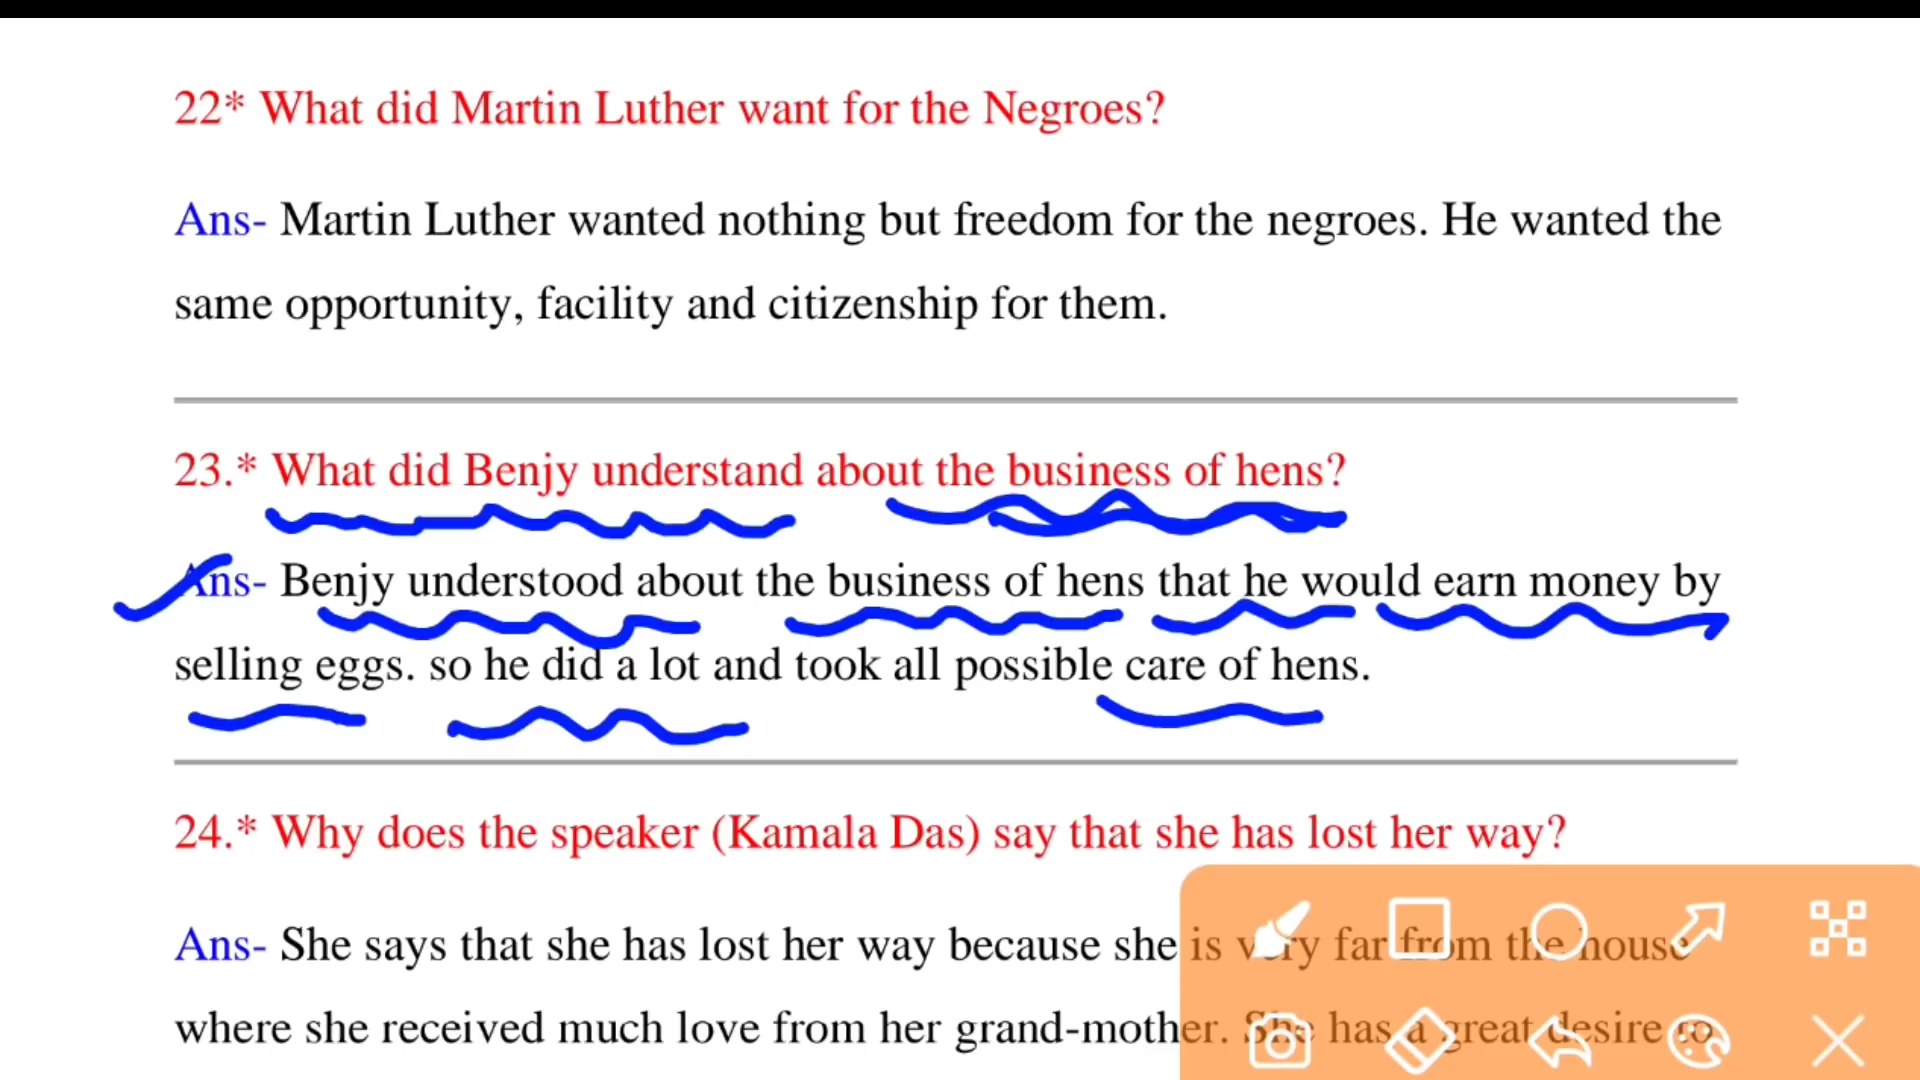 22* What did Martin Luther want for the Negroes?
Ans- Martin Luther wanted nothing but freedom for the negroes. He wanted the
same opportunity, facility and citizenship for them.
23.* What did Benjy understand about the business of hens?
Ans- Benjy understood about the business of hens that he would earn money by
selling eggs. so he did a lot and took all possible care of hens.
24.* Why does the speaker (Kamala Das) say that she has lost her way?
Ans- She says that she has lost her way because she is very far from the house
where she received much love from her grand-mother. She has a great desire to